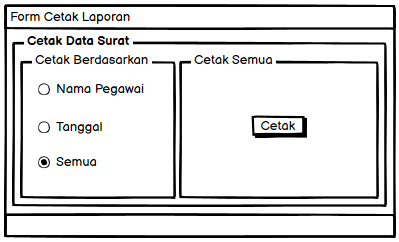 Form Cetak Laporan
Cetak Data Surat
Cetak Berdasarkan
Cetak Semua
Nama Pegawai
Tanggal
Cetak
Semua